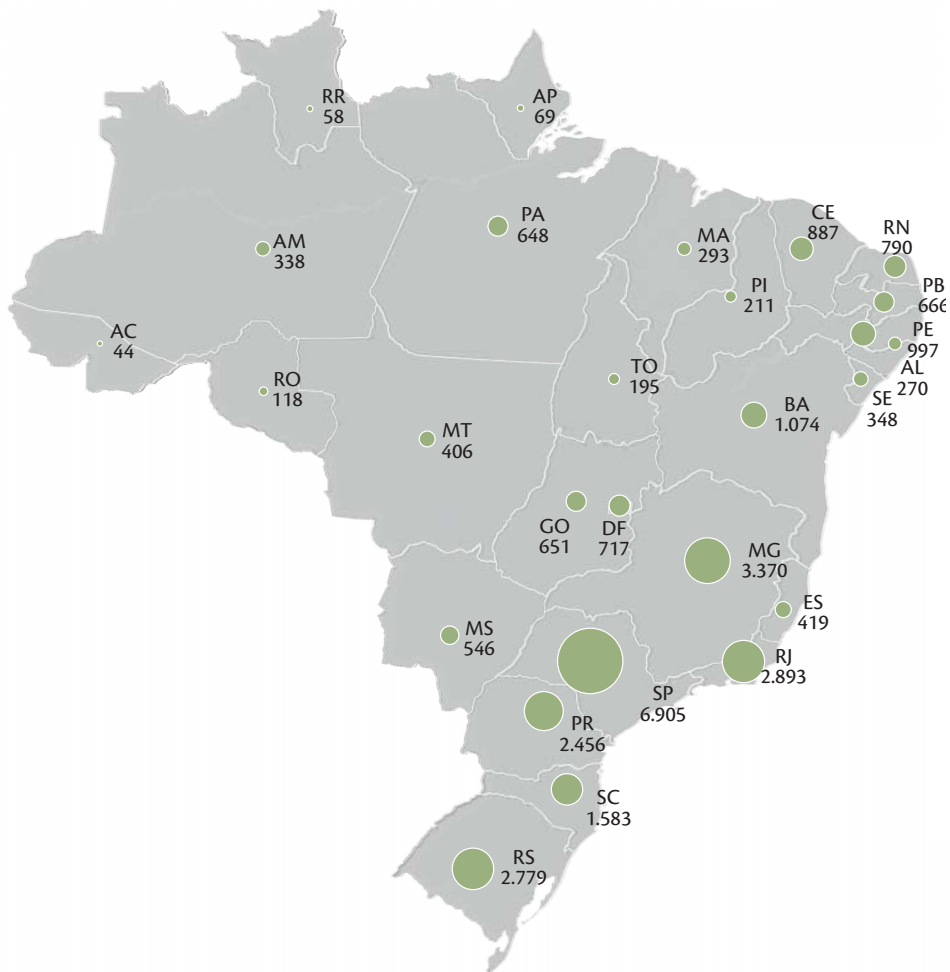 RR
58
AP
69
PA
648
AM
338
MA
293
CE
887
RN
790
PI
211
PB
666
PE
997
AC
44
AL
270
RO
118
TO
195
SE
348
BA
1.074
MT
406
GO
651
DF
717
MG
3.370
ES
419
MS
546
RJ
2.893
SP
6.905
PR
2.456
SC
1.583
RS
2.779